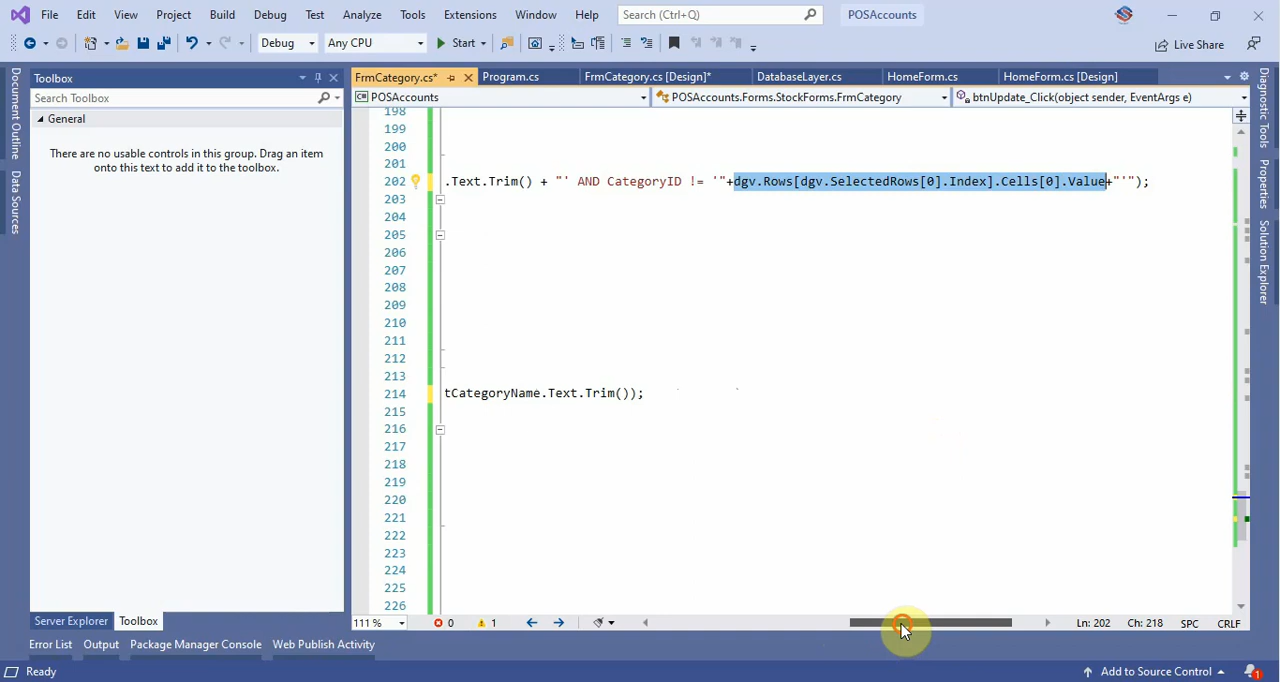 File Edit View Project Build Debug Test Analyze Tools Extensions Window Help Search (Ctrl+Q) POSAccounts
Debug Any CPU Start Live Share
Toolbox
Search Toolbox
General
There are no usable controls in this group. Drag an item
onto this text to add it to the toolbox.
Document Outline
Data Sources
FrmCategory.cs* Program.cs FrmCategory.cs [Design]* DatabaseLayer.cs HomeForm.cs HomeForm.cs [Design]
POSAccounts POSAccounts.Forms.StockForms.FrmCategory btnUpdate_Click(object sender, EventArgs e)
198
199
200
201
202 .Text.Trim() + "' AND CategoryID != '"+dgv.Rows[dgv.SelectedRows[0].Index].Cells[0].Value+"'");
203
204
205
206
207
208
209
210
211
212
213
214 tCategoryName.Text.Trim());
215
216
217
218
219
220
221
222
223
224
225
226
Diagnostic Tools
Properties
Solution Explorer
111 % 0 1 Ln: 202 Ch: 218 SPC CRLF
Server Explorer Toolbox
Error List Output Package Manager Console Web Publish Activity
Ready Add to Source Control 1